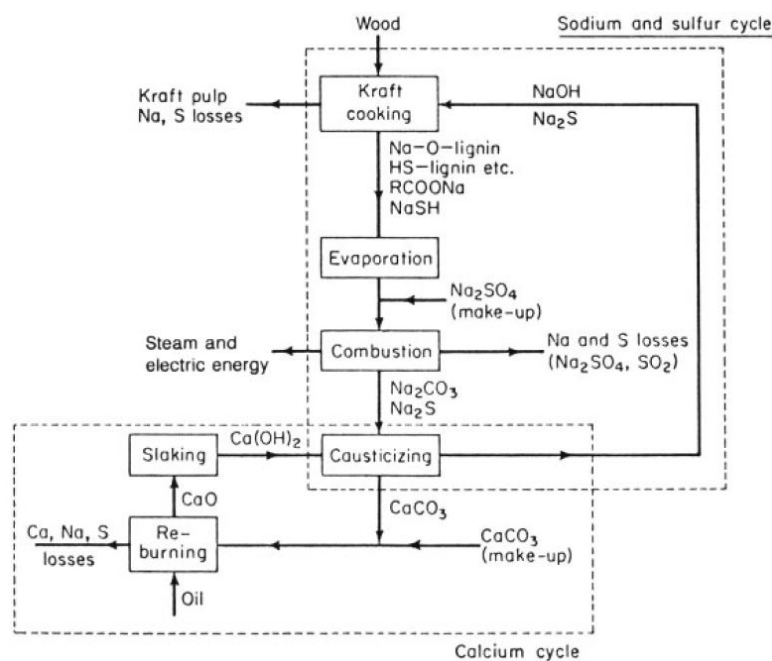 Sodium and sulfur cycle
Wood
Kraft pulp
Na, S losses
Kraft
cooking
NaOH
Na₂S
Na–O–lignin
HS–lignin etc.
RCOONa
NaSH
Evaporation
Na₂SO₄
(make-up)
Steam and
electric energy
Combustion
Na and S losses
(Na₂SO₄, SO₂)
Na₂CO₃
Na₂S
Slaking
Ca(OH)₂
Causticizing
CaO
CaCO₃
Ca, Na, S
losses
Re-
burning
CaCO₃
(make-up)
Oil
Calcium cycle